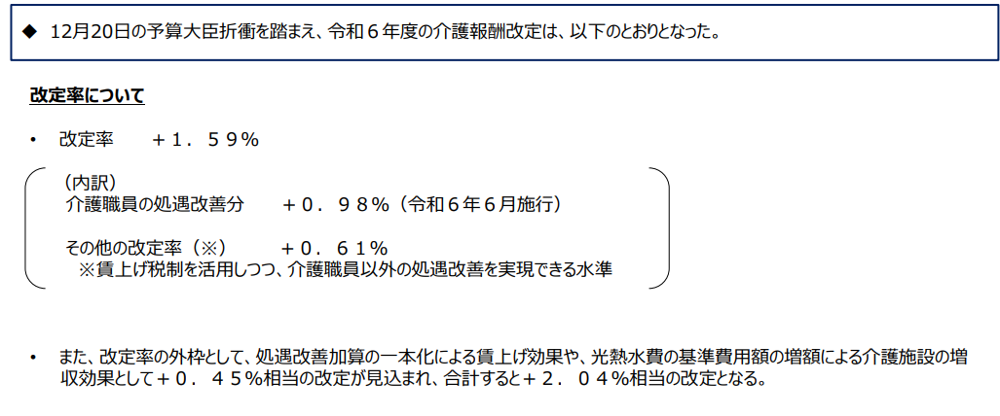 ◆ 12月20日の予算大臣折衝を踏まえ、令和６年度の介護報酬改定は、以下のとおりとなった。
改定率について
• 改定率 ＋１．５９％
（内訳）
介護職員の処遇改善分 ＋０．９８％（令和６年６月施行）
その他の改定率（※） ＋０．６１％
※賃上げ税制を活用しつつ、介護職員以外の処遇改善を実現できる水準
• また、改定率の外枠として、処遇改善加算の一本化による賃上げ効果や、光熱水費の基準費用額の増額による介護施設の増
収効果として＋０．４５％相当の改定が見込まれ、合計すると＋２．０４％相当の改定となる。